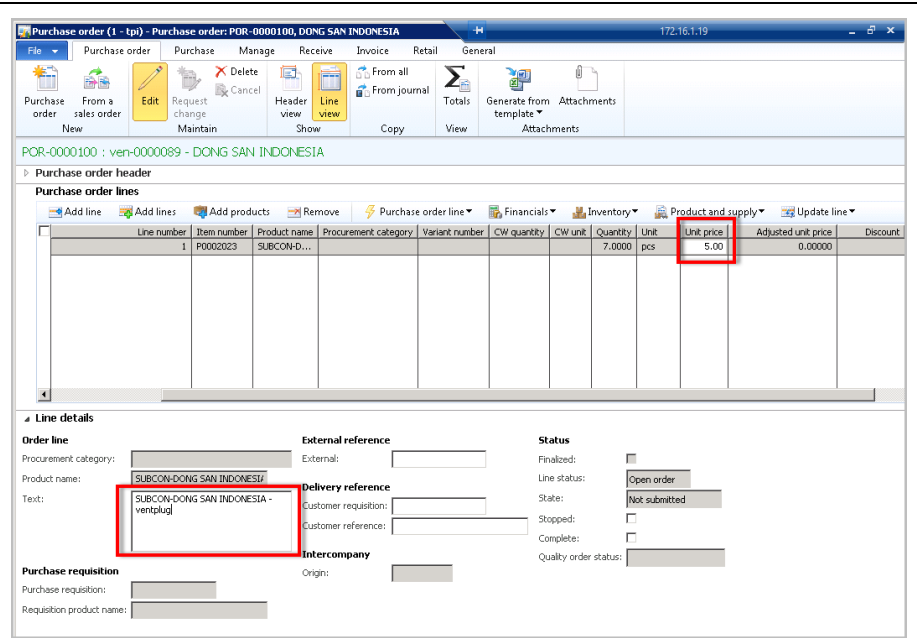 Purchase order (1 - tpi) - Purchase order: POR-0000100, DONG SAN INDONESIA
172.16.1.19
File Purchase order Purchase Manage Receive Invoice Retail General
Purchase order
From a sales order
New
Edit
Request change
Delete
Cancel
Maintain
Header view
Line view
Show
From all
From journal
Copy
Totals
View
Generate from template
Attachments
Attachments
POR-0000100 : ven-0000089 - DONG SAN INDONESIA
Purchase order header
Purchase order lines
Add line Add lines Add products Remove Purchase order line Financials Inventory Product and supply Update line
Line number Item number Product name Procurement category Variant number CW quantity CW unit Quantity Unit Unit price Adjusted unit price Discount
1 P0002023 SUBCON-D... 7.0000 pcs 5.00 0.00000
Line details
Order line
Procurement category:
Product name: SUBCON-DONG SAN INDONESIA
Text: SUBCON-DONG SAN INDONESIA -
ventplug
Purchase requisition
Purchase requisition:
Requisition product name:
External reference
External:
Delivery reference
Customer requisition:
Customer reference:
Intercompany
Origin:
Status
Finalized:
Line status: Open order
State: Not submitted
Stopped:
Complete:
Quality order status: